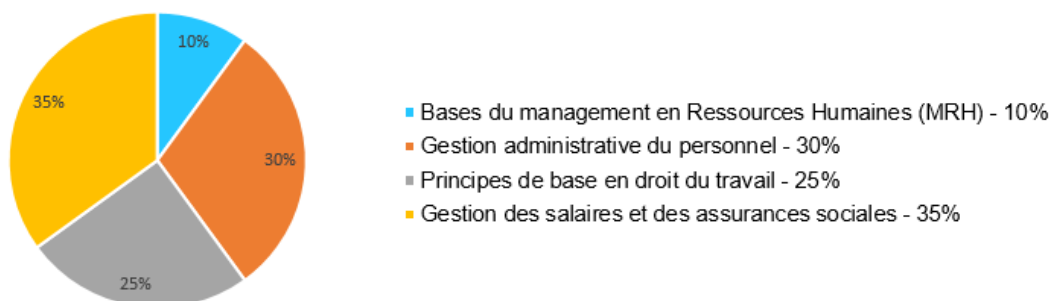 10%
35%
30%
25%
Bases du management en Ressources Humaines (MRH) - 10%
Gestion administrative du personnel - 30%
Principes de base en droit du travail - 25%
Gestion des salaires et des assurances sociales - 35%